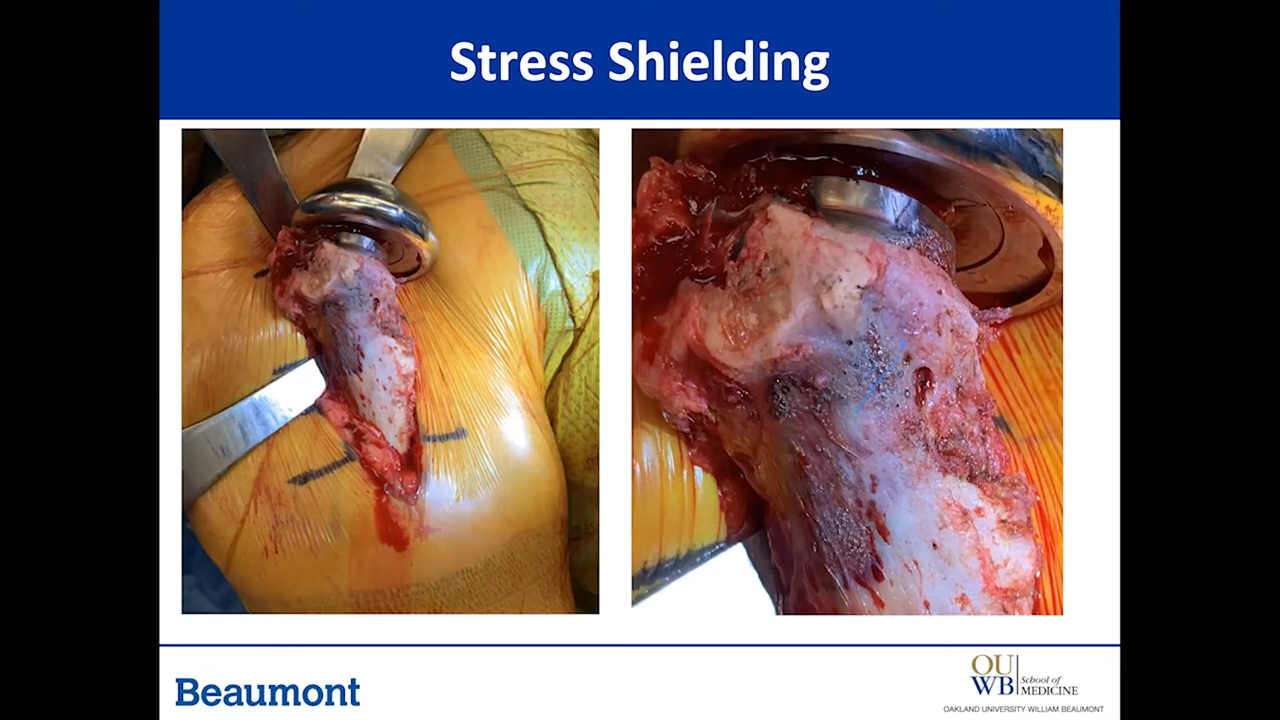 Stress Shielding
Beaumont
OU
WB
School of
MEDICINE
OAKLAND UNIVERSITY WILLIAM BEAUMONT